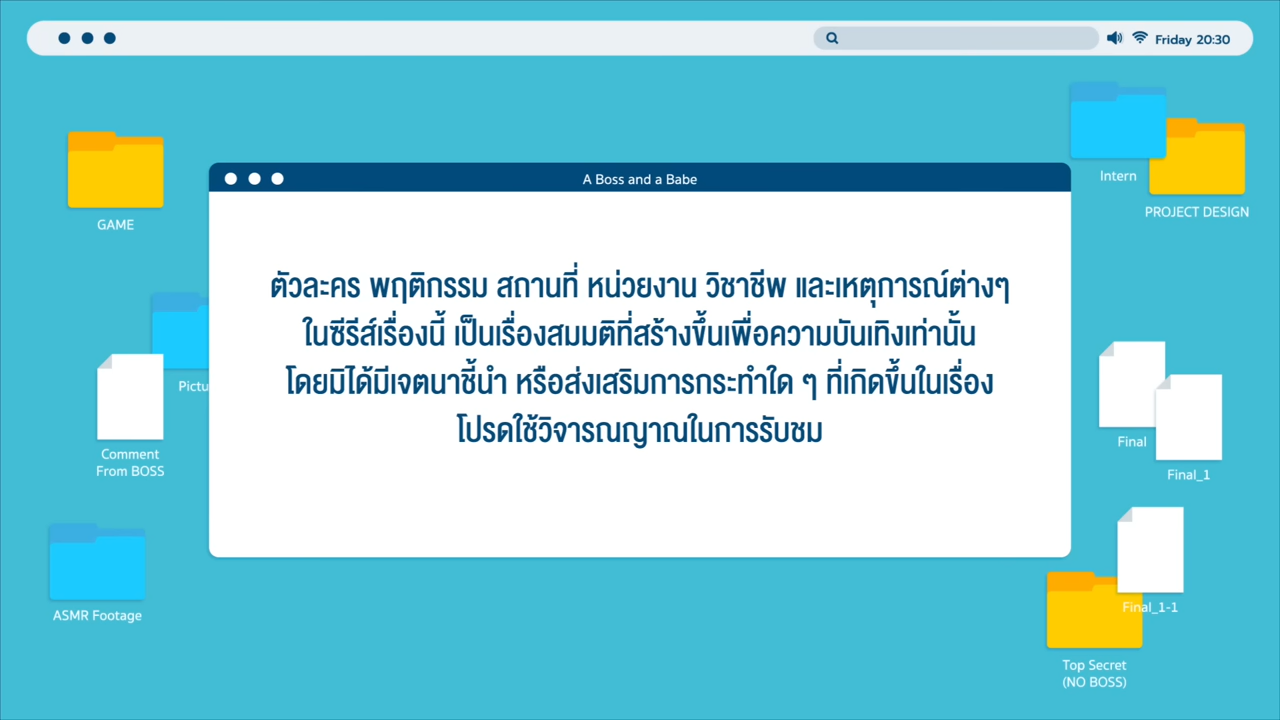 Friday 20:30
GAME
Intern
PROJECT DESIGN
A Boss and a Babe
ตัวละคร พฤติกรรม สถานที่ หน่วยงาน วิชาชีพ และเหตุการณ์ต่างๆ
ในซีรีส์เรื่องนี้ เป็นเรื่องสมมติที่สร้างขึ้นเพื่อความบันเทิงเท่านั้น
โดยมิได้มีเจตนาชี้นำ หรือส่งเสริมการกระทำใด ๆ ที่เกิดขึ้นในเรื่อง
โปรดใช้วิจารณญาณในการรับชม
Pictu
Comment
From BOSS
ASMR Footage
Final
Final_1
Final_1-1
Top Secret
(NO BOSS)